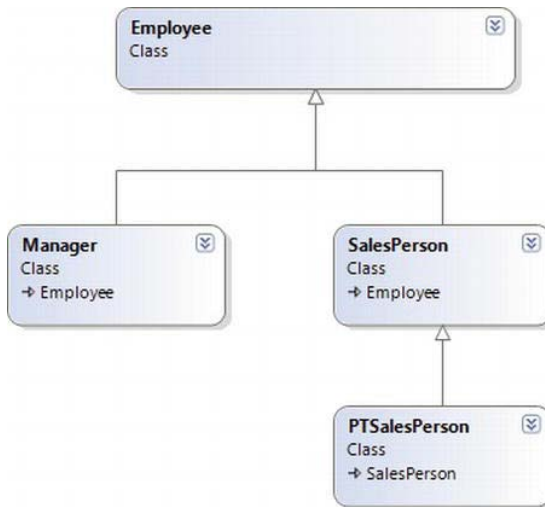 Employee
Class
Manager
Class
Employee
SalesPerson
Class
Employee
PTSalesPerson
Class
SalesPerson